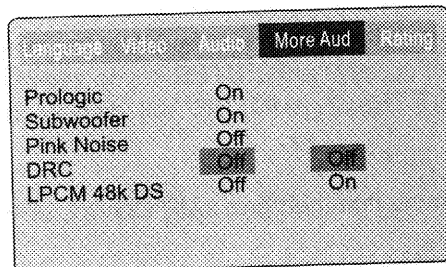 Language Video Audio More Aud Rating
Prologic On
Subwoofer On
Pink Noise Off
DRC Off Off
LPCM 48k DS Off On